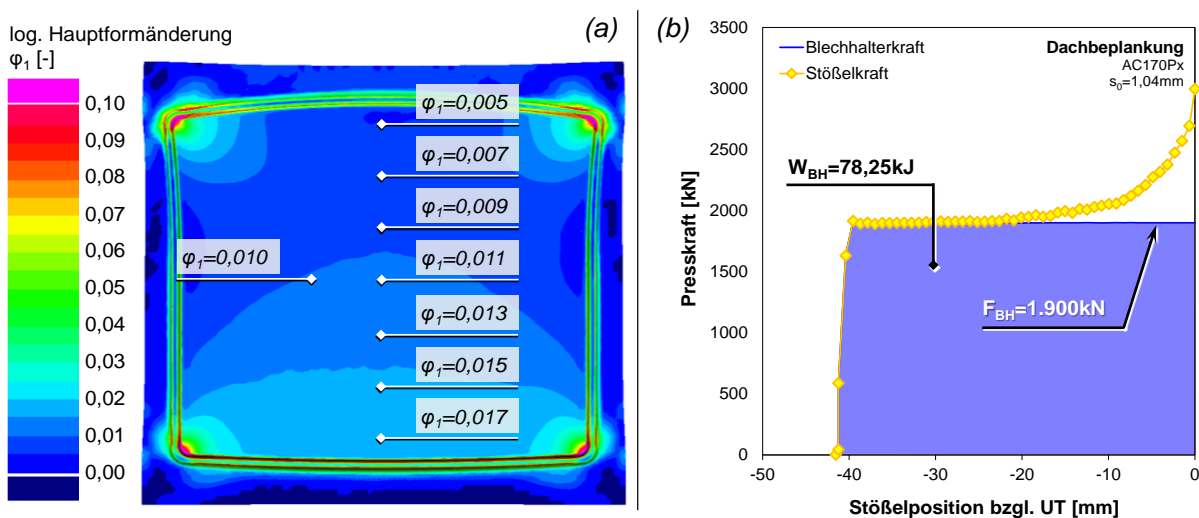 log. Hauptformänderung
φ₁ [-]
0,10
0,09
0,08
0,07
0,06
0,05
0,04
0,03
0,02
0,01
0,00
(a)
φ₁=0,005
φ₁=0,007
φ₁=0,009
φ₁=0,010
φ₁=0,011
φ₁=0,013
φ₁=0,015
φ₁=0,017
(b)
Presskraft [kN]
3500
3000
2500
2000
1500
1000
500
0
Blechhalterkraft
Stößelkraft
Dachbeplankung
AC170Px
s₀=1,04mm
W_BH=78,25kJ
F_BH=1.900kN
-50 -40 -30 -20 -10 0
Stößelposition bzgl. UT [mm]